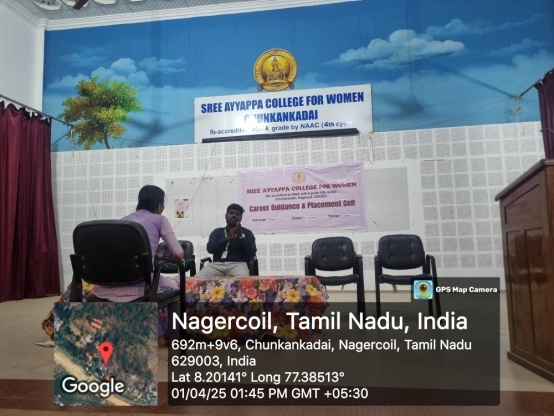 SREE AYYAPPA COLLEGE FOR WOMEN
CHUNKANKADAI
Re-accredited with A grade by NAAC (4th cycle
SREE AYYAPPA COLLEGE FOR WOMEN
Chunkankadai, Nagercoil
Career Guidance & Placement Cell
GPS Map Camera
Nagercoil, Tamil Nadu, India
692m+9v6, Chunkankadai, Nagercoil, Tamil Nadu
629003, India
Lat 8.20141° Long 77.38513°
01/04/25 01:45 PM GMT +05:30
Google